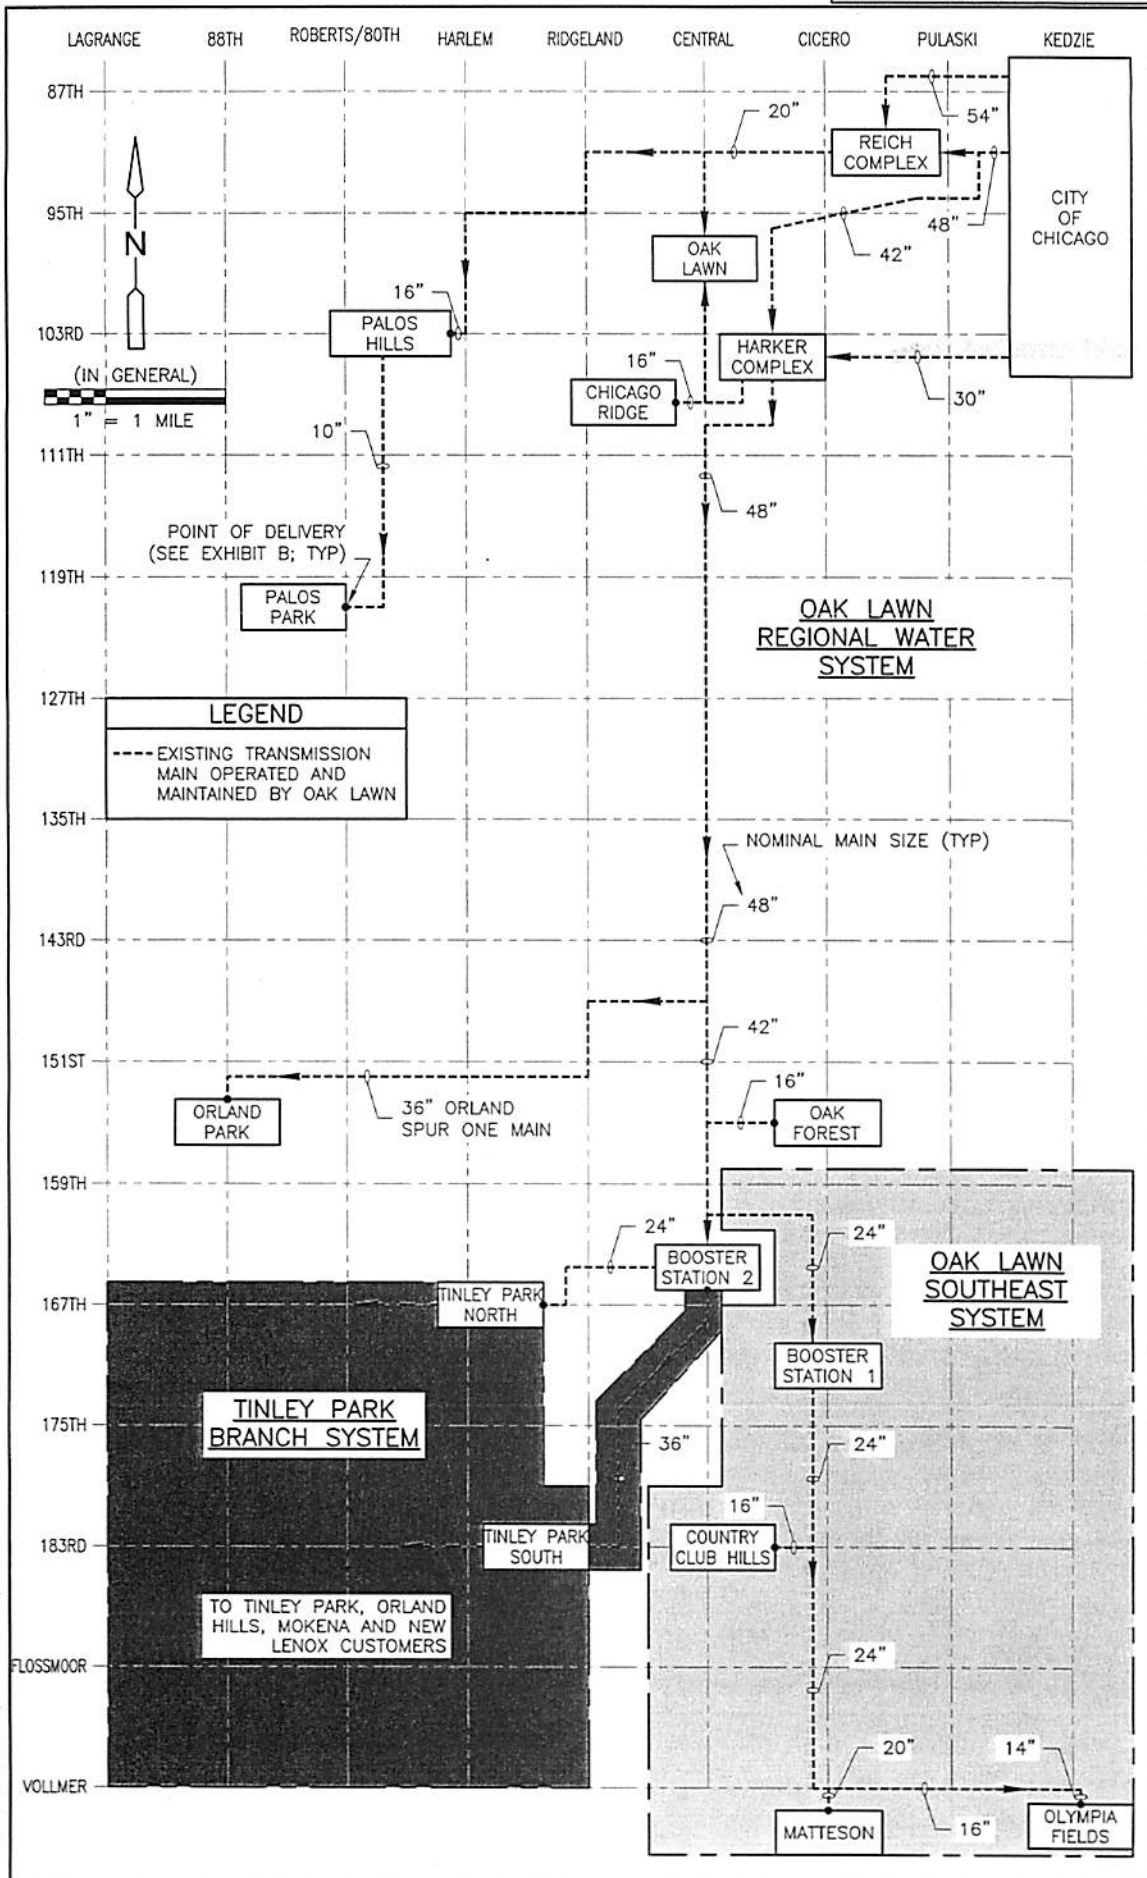 LAGRANGE 88TH ROBERTS/80TH HARLEM RIDGELAND CENTRAL CICERO PULASKI KEDZIE
87TH
54"
20"
REICH
COMPLEX
CITY
OF
CHICAGO
95TH
48"
42"
N
OAK
LAWN
16"
PALOS
HILLS
103RD
HARKER
COMPLEX
(IN GENERAL)
16"
CHICAGO
RIDGE
30"
1" = 1 MILE
10"
111TH
48"
POINT OF DELIVERY
(SEE EXHIBIT B; TYP)
119TH
PALOS
PARK
OAK LAWN
REGIONAL WATER
SYSTEM
127TH
LEGEND
EXISTING TRANSMISSION
MAIN OPERATED AND
MAINTAINED BY OAK LAWN
135TH
NOMINAL MAIN SIZE (TYP)
48"
143RD
42"
151ST
16"
ORLAND
PARK
36" ORLAND
SPUR ONE MAIN
OAK
FOREST
159TH
24"
BOOSTER
STATION 2
24"
OAK LAWN
SOUTHEAST
SYSTEM
167TH
TINLEY PARK
NORTH
BOOSTER
STATION 1
TINLEY PARK
BRANCH SYSTEM
175TH
36"
24"
16"
183RD
TINLEY PARK
SOUTH
COUNTRY
CLUB HILLS
TO TINLEY PARK, ORLAND
HILLS, MOKENA AND NEW
LENOX CUSTOMERS
FLOSSMOOR
24"
20"
14"
VOLLMER
MATTESON
16"
OLYMPIA
FIELDS